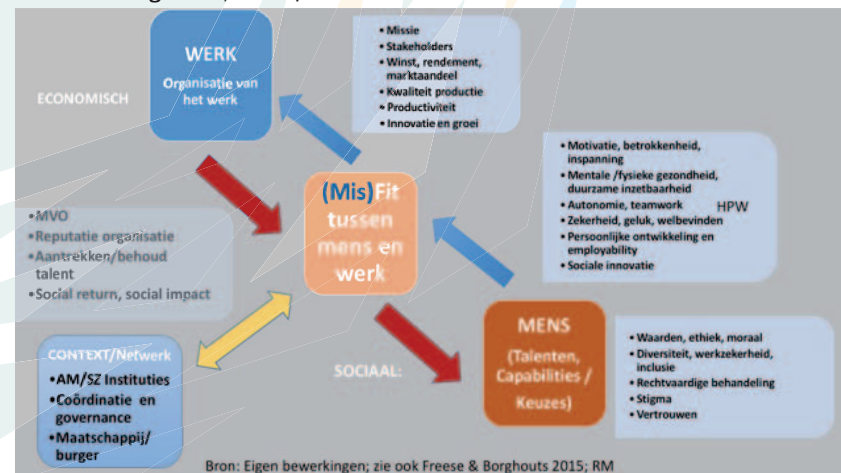 WERK
Organisatie van
het werk
ECONOMISCH
• Missie
• Stakeholders
• Winst, rendement,
marktaandeel
• Kwaliteit productie
• Productiviteit
• Innovatie en groei
• Motivatie, betrokkenheid,
inspanning
• Mentale /fysieke gezondheid,
duurzame inzetbaarheid
• Autonomie, teamwork HPW
• Zekerheid, geluk, welbevinden
• Persoonlijke ontwikkeling en
employability
• Sociale innovatie
(Mis)Fit
tussen
mens en
werk
•MVO
•Reputatie organisatie
•Aantrekken/behoud
talent
•Social return, social impact
CONTEXT/Netwerk
•AM/SZ Instituties
•Coördinatie en
governance
•Maatschappij/
burger
SOCIAAL:
MENS
(Talenten,
Capabilities /
Keuzes)
• Waarden, ethiek, moraal
• Diversiteit, werkzekerheid,
inclusie
• Rechtvaardige behandeling
• Stigma
• Vertrouwen
Bron: Eigen bewerkingen; zie ook Freese & Borghouts 2015; RM